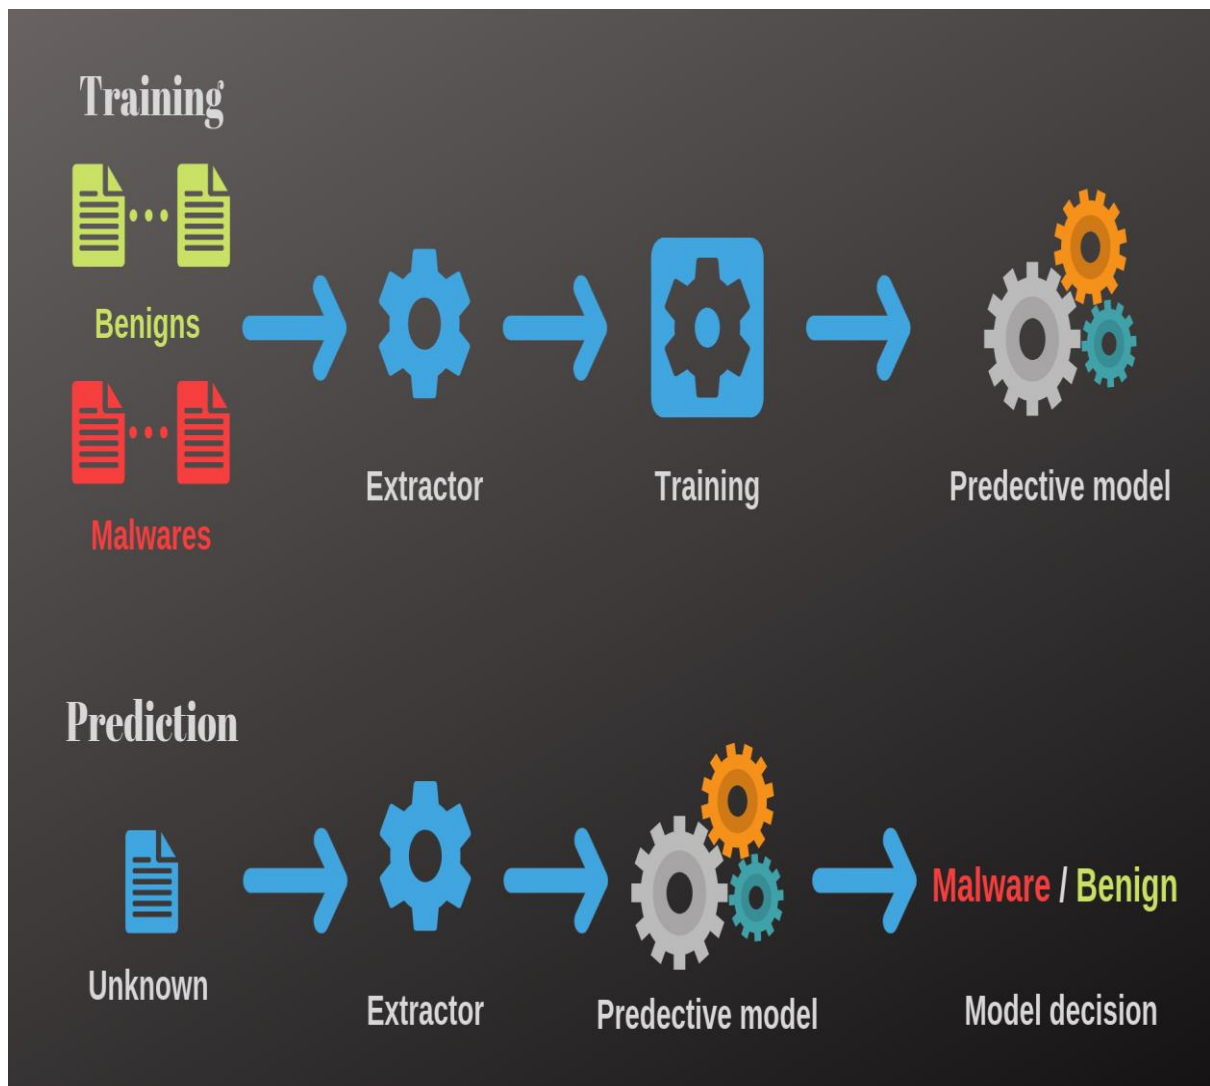 Training
Benigns
Malwares
Extractor
Training
Predective model
Prediction
Unknown
Extractor
Predective model
Malware / Benign
Model decision